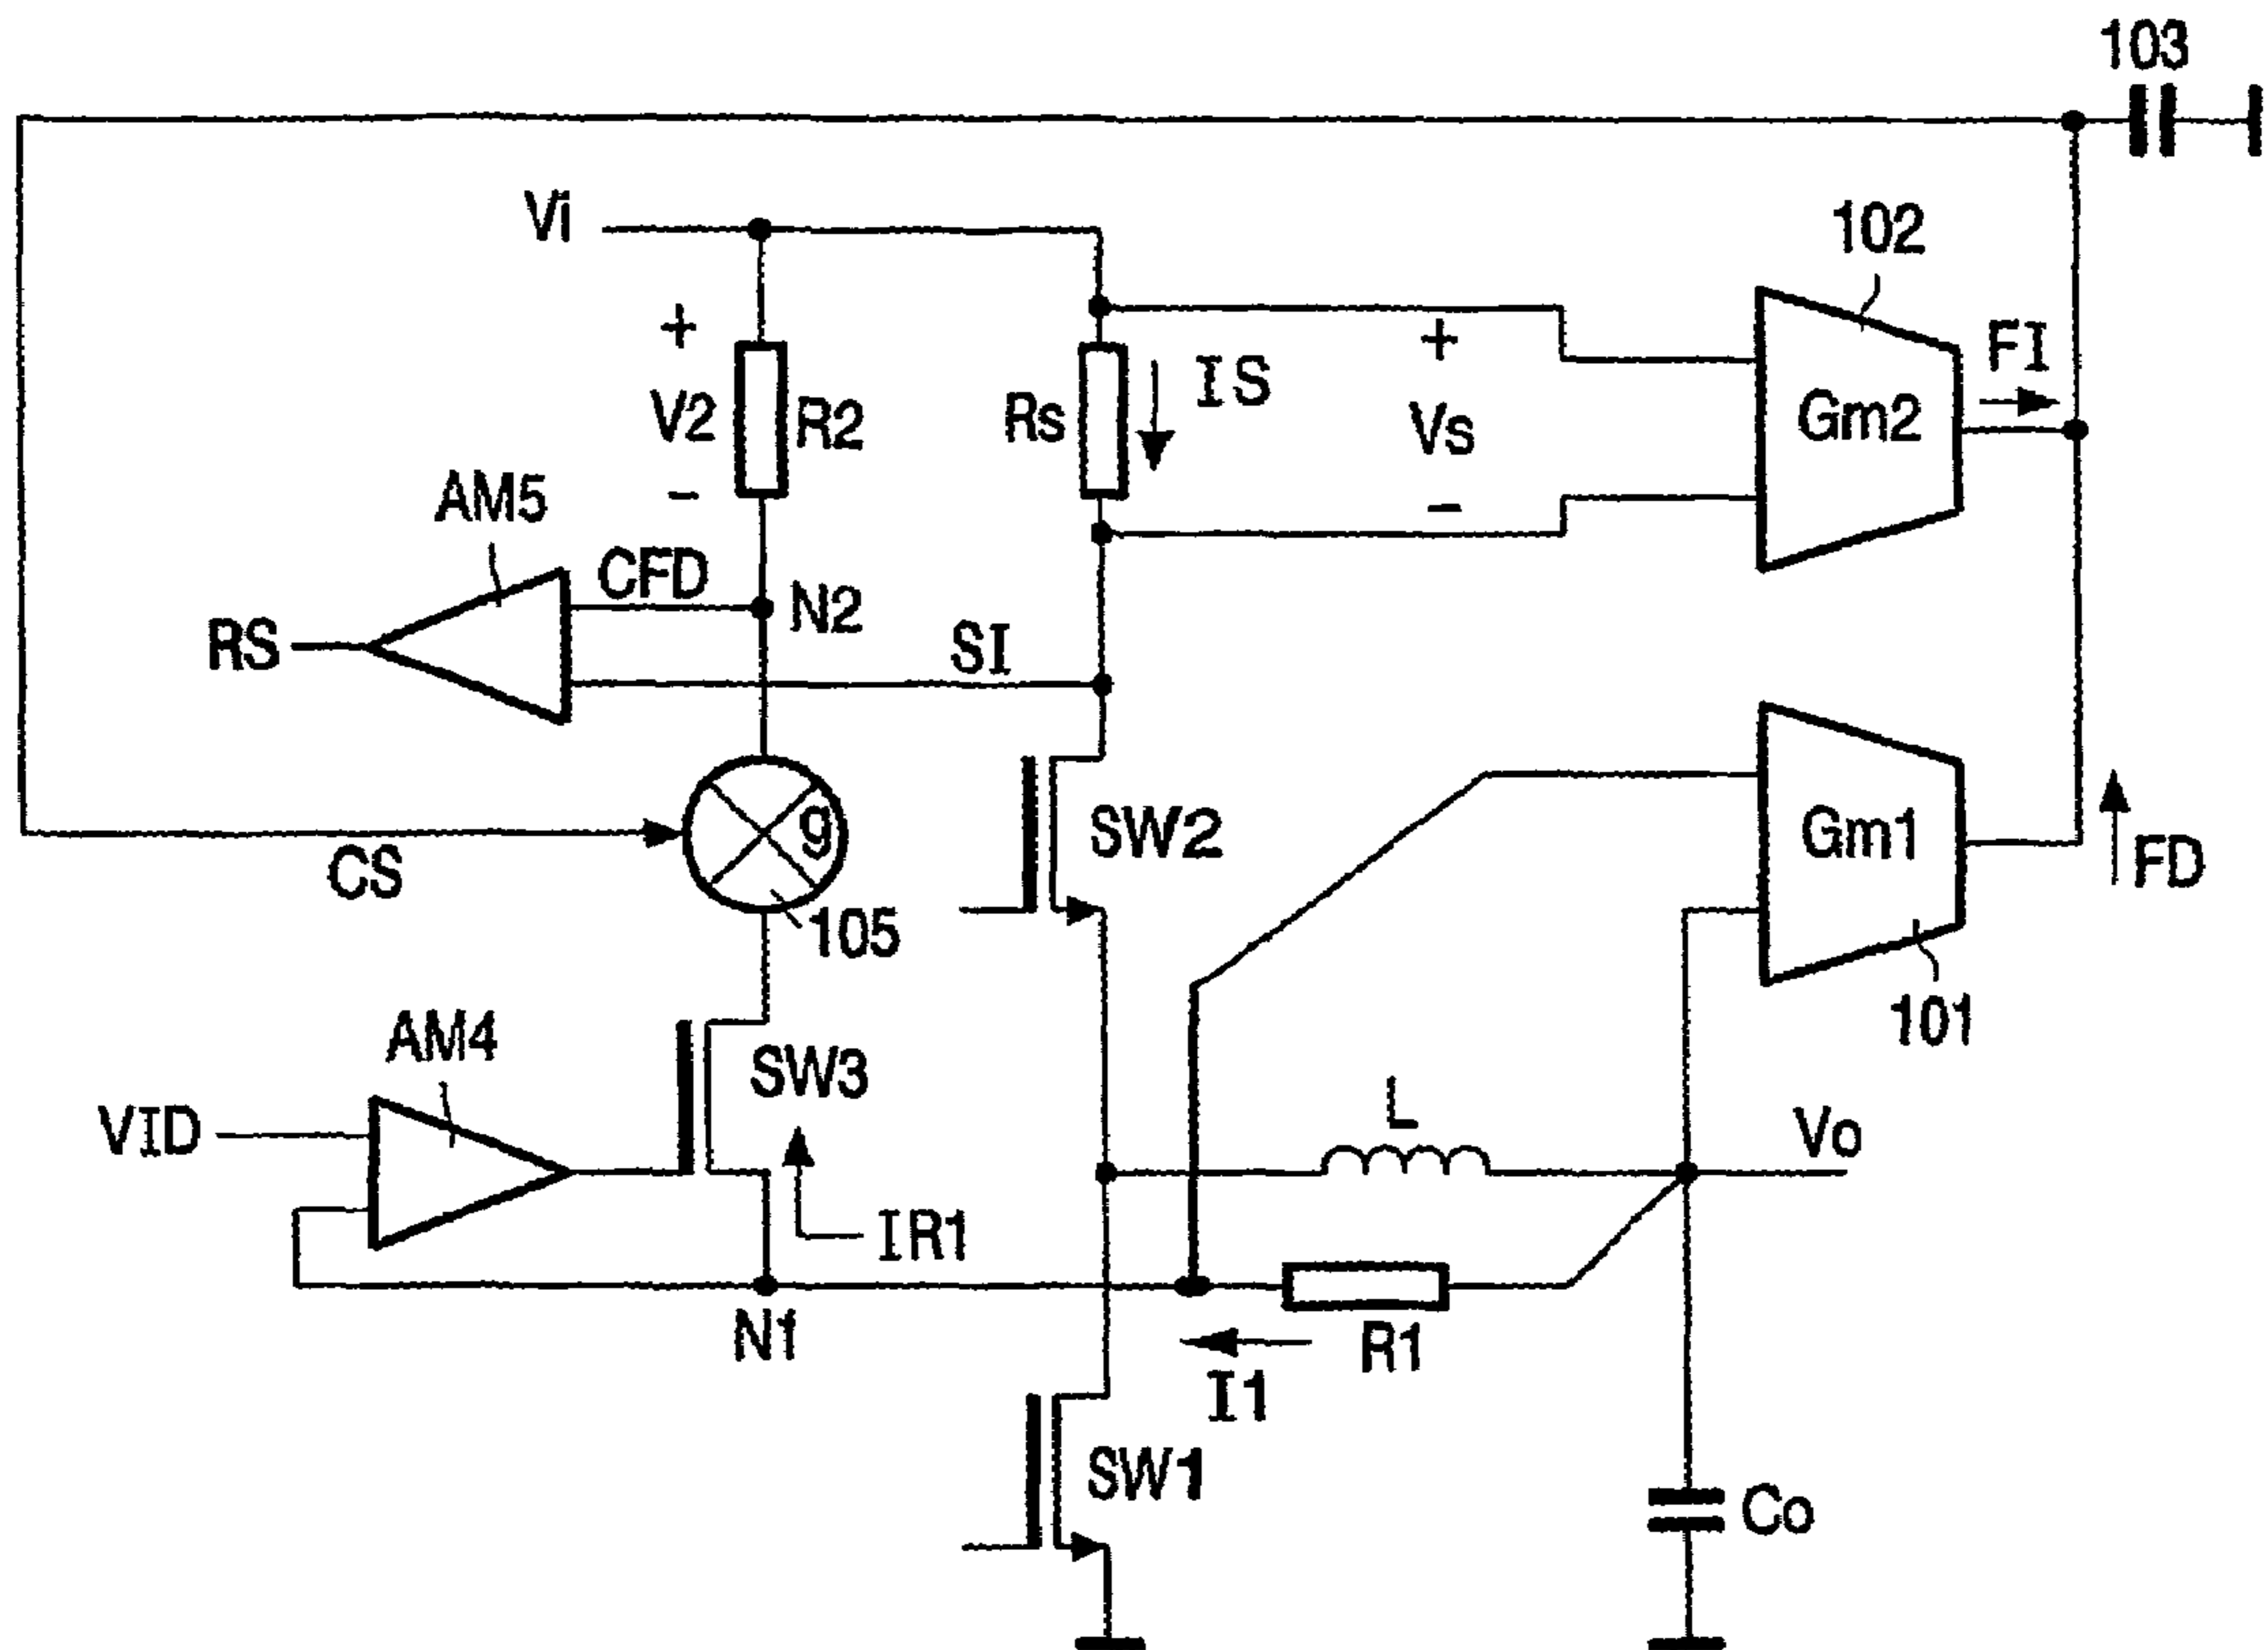 103
Vi
102
+
V2
-
R2
Rs
IS
+
Vs
-
Gm2
FI
AM5
CFD
N2
RS
SI
CS
g
105
SW2
Gm1
FD
101
AM4
VID
SW3
IR1
N1
L
Vo
R1
I1
SW1
Co